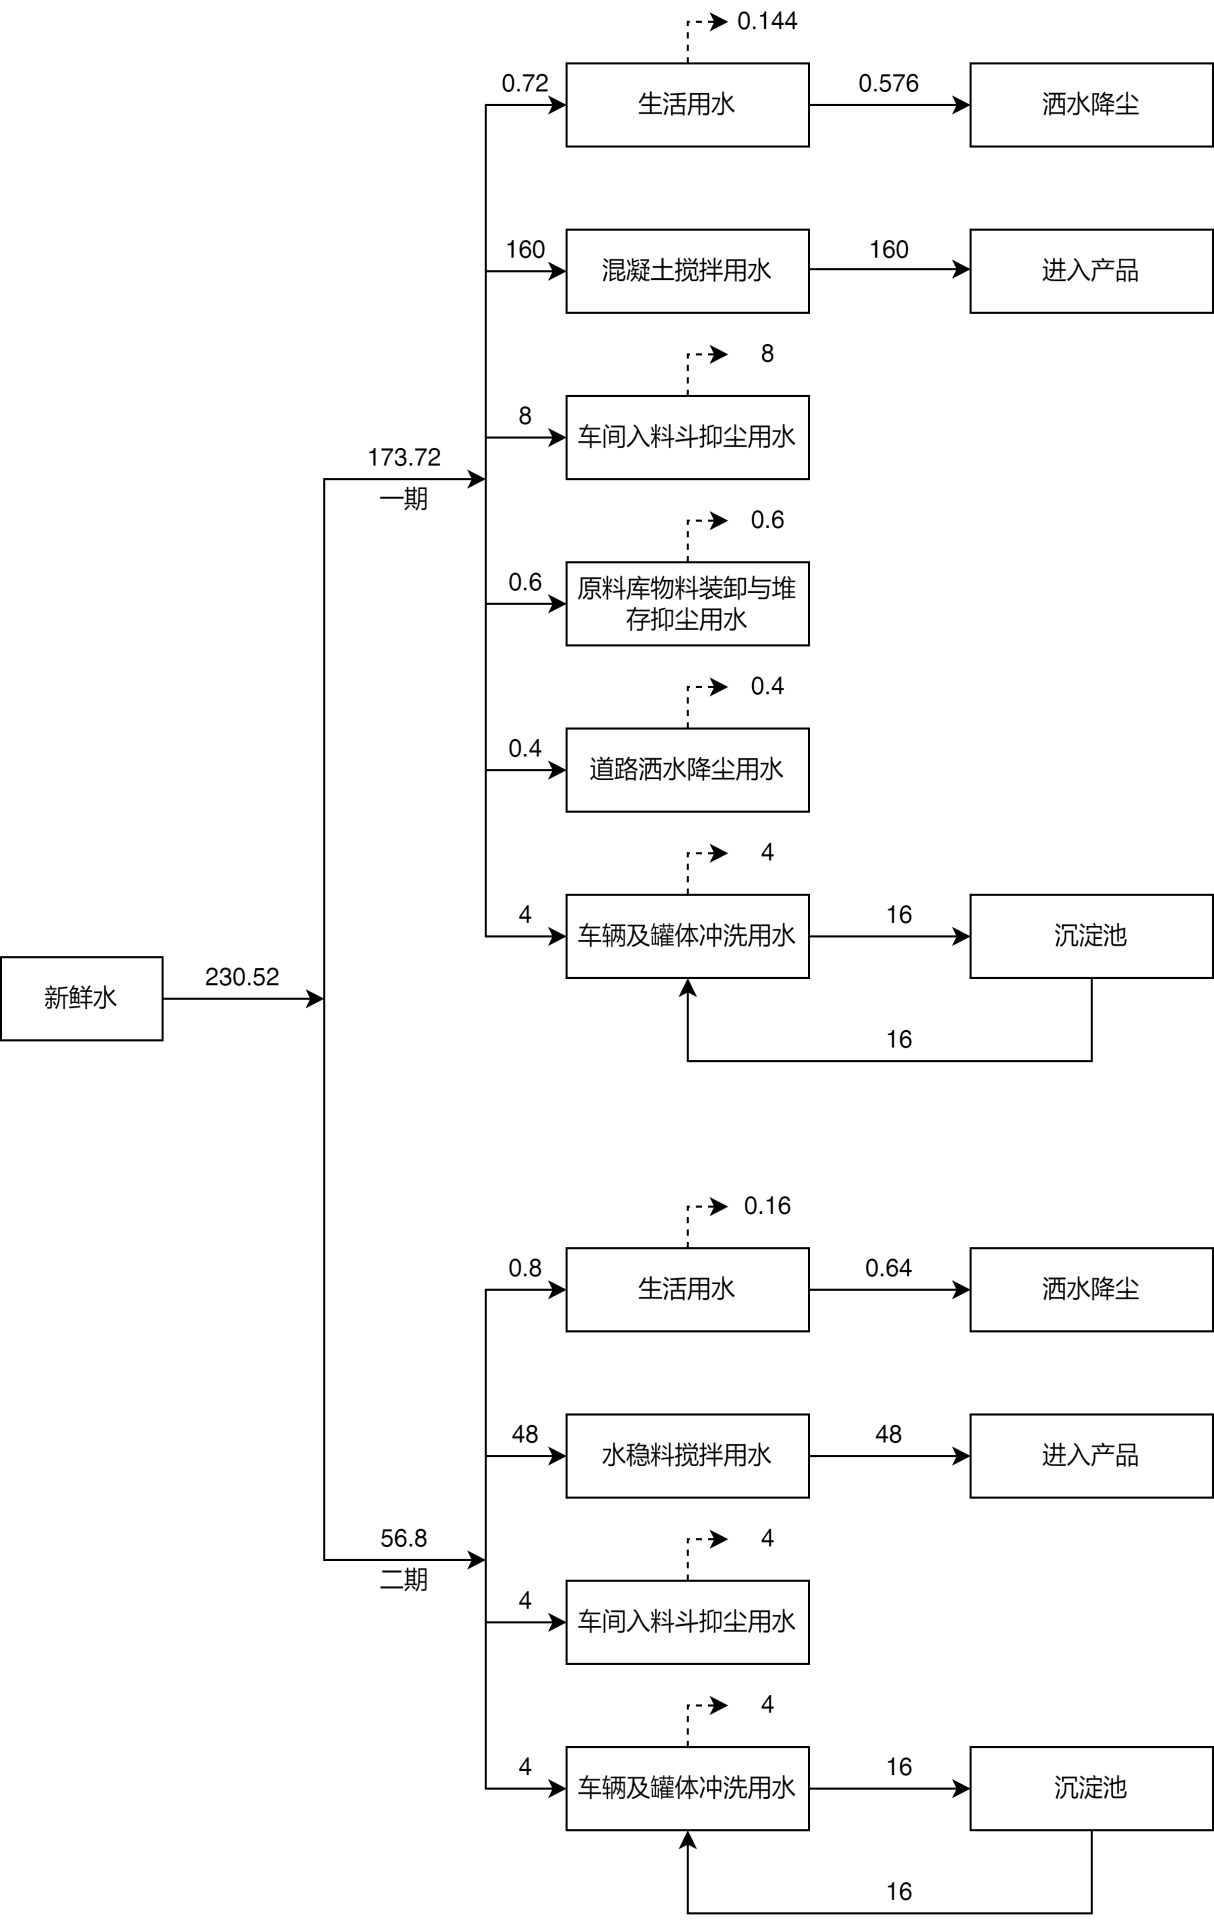 0.144
0.72
生活用水
0.576
洒水降尘
160
混凝土搅拌用水
160
进入产品
8
8
车间入料斗抑尘用水
173.72
一期
0.6
0.6
原料库物料装卸与堆
存抑尘用水
0.4
0.4
道路洒水降尘用水
4
4
车辆及罐体冲洗用水
16
沉淀池
16
新鲜水
230.52
0.16
0.8
生活用水
0.64
洒水降尘
48
水稳料搅拌用水
48
进入产品
56.8
二期
4
4
车间入料斗抑尘用水
4
4
车辆及罐体冲洗用水
16
沉淀池
16